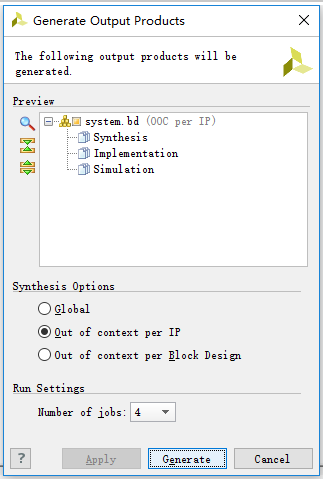 Generate Output Products
The following output products will be
generated.
Preview
system.bd (OOC per IP)
Synthesis
Implementation
Simulation
Synthesis Options
Global
Out of context per IP
Out of context per Block Design
Run Settings
Number of jobs: 4
? Apply Generate Cancel